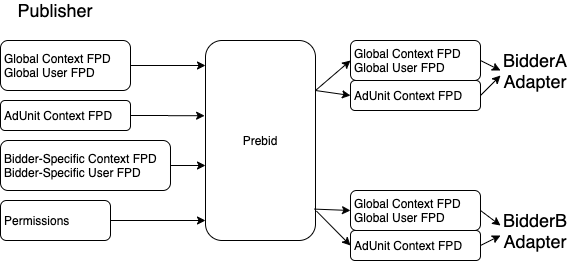 Publisher
Global Context FPD
Global User FPD
AdUnit Context FPD
Bidder-Specific Context FPD
Bidder-Specific User FPD
Permissions
Prebid
Global Context FPD
Global User FPD
AdUnit Context FPD
BidderA
Adapter
Global Context FPD
Global User FPD
AdUnit Context FPD
BidderB
Adapter